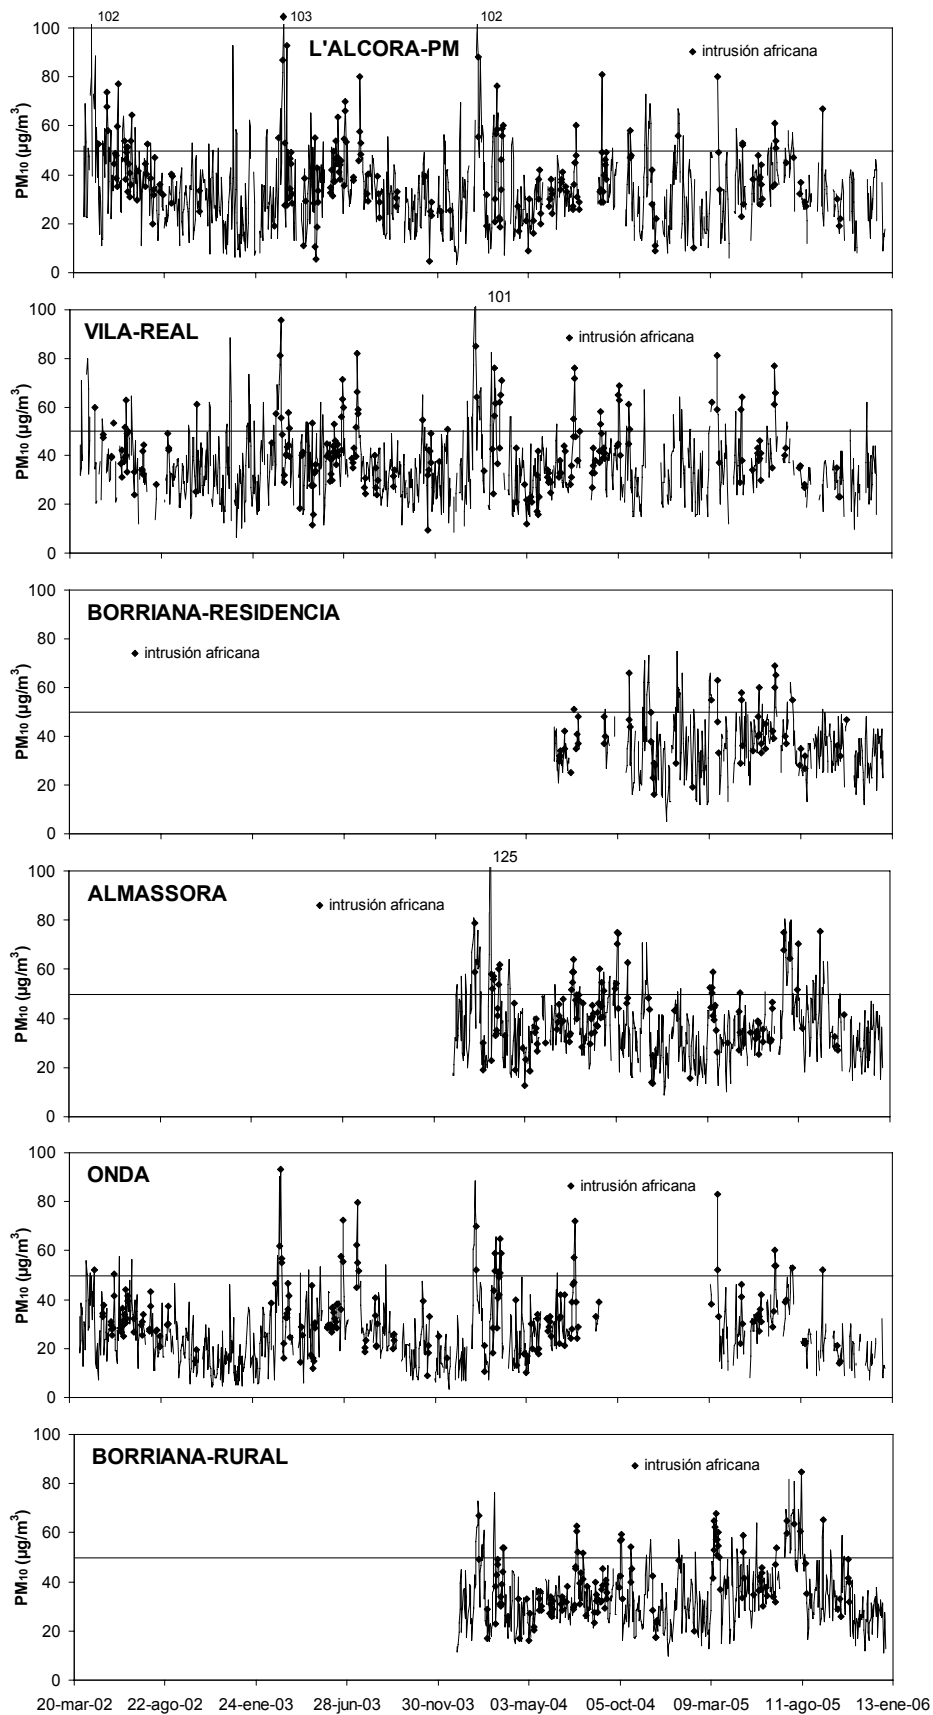 102
103
102
100
L'ALCORA-PM
intrusión africana
80
60
40
20
0
PM10 (µg/m³)
101
100
VILA-REAL
intrusión africana
80
60
40
20
0
PM10 (µg/m³)
100
BORRIANA-RESIDENCIA
80
intrusión africana
60
40
20
0
PM10 (µg/m³)
125
100
ALMASSORA
intrusión africana
80
60
40
20
0
PM10 (µg/m³)
100
ONDA
intrusión africana
80
60
40
20
0
PM10 (µg/m³)
100
BORRIANA-RURAL
intrusión africana
80
60
40
20
0
PM10 (µg/m³)
20-mar-02 22-ago-02 24-ene-03 28-jun-03 30-nov-03 03-may-04 05-oct-04 09-mar-05 11-ago-05 13-ene-06